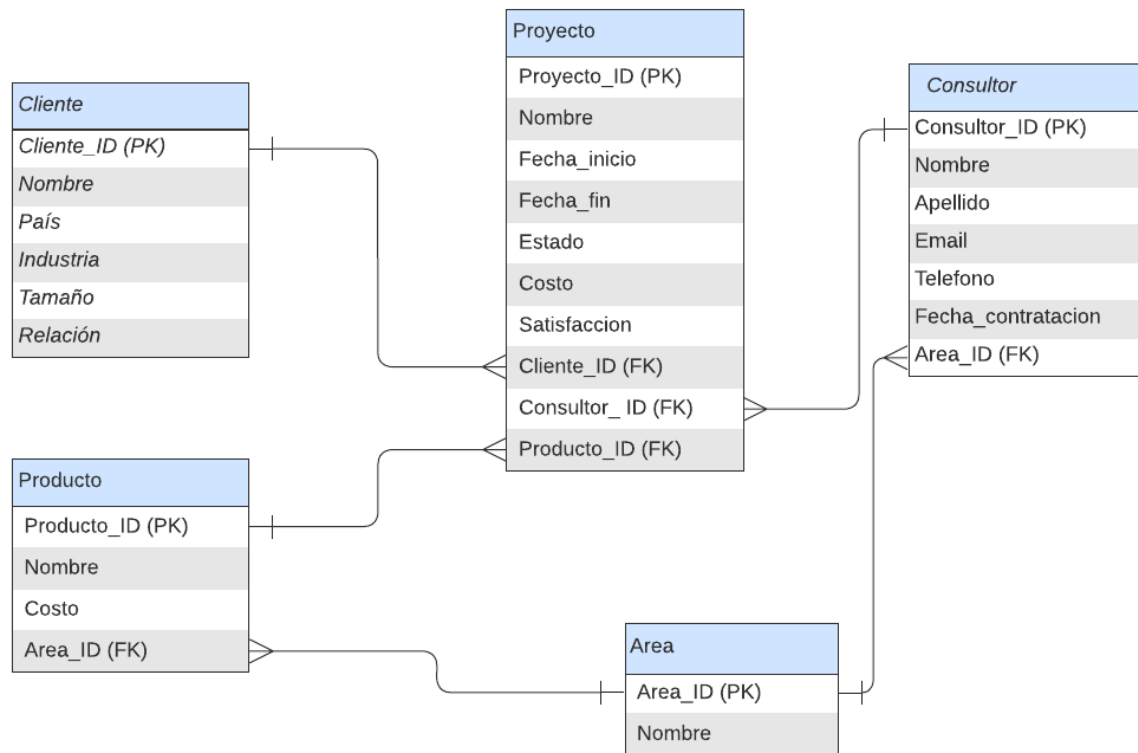 Cliente
Cliente_ID (PK)
Nombre
País
Industria
Tamaño
Relación
Proyecto
Proyecto_ID (PK)
Nombre
Fecha_inicio
Fecha_fin
Estado
Costo
Satisfaccion
Cliente_ID (FK)
Consultor_ ID (FK)
Producto_ID (FK)
Consultor
Consultor_ID (PK)
Nombre
Apellido
Email
Telefono
Fecha_contratacion
Area_ID (FK)
Producto
Producto_ID (PK)
Nombre
Costo
Area_ID (FK)
Area
Area_ID (PK)
Nombre